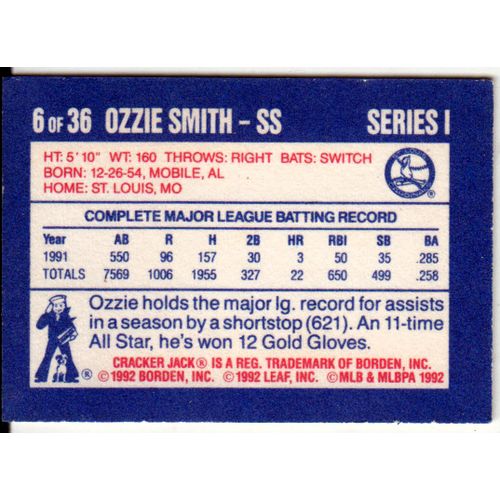 6 OF 36 OZZIE SMITH - SS SERIES I
HT: 5'10" WT: 160 THROWS: RIGHT BATS: SWITCH
BORN: 12-26-54, MOBILE, AL
HOME: ST. LOUIS, MO
®
COMPLETE MAJOR LEAGUE BATTING RECORD
Year AB R H 2B HR RBI SB BA
1991 550 96 157 30 3 50 35 .285
TOTALS 7569 1006 1955 327 22 650 499 .258
Ozzie holds the major lg. record for assists
in a season by a shortstop (621). An 11-time
All Star, he's won 12 Gold Gloves.
CRACKER JACK® IS A REG. TRADEMARK OF BORDEN, INC.
® ©1992 BORDEN, INC. ©1992 LEAF, INC. ©MLB & MLBPA 1992